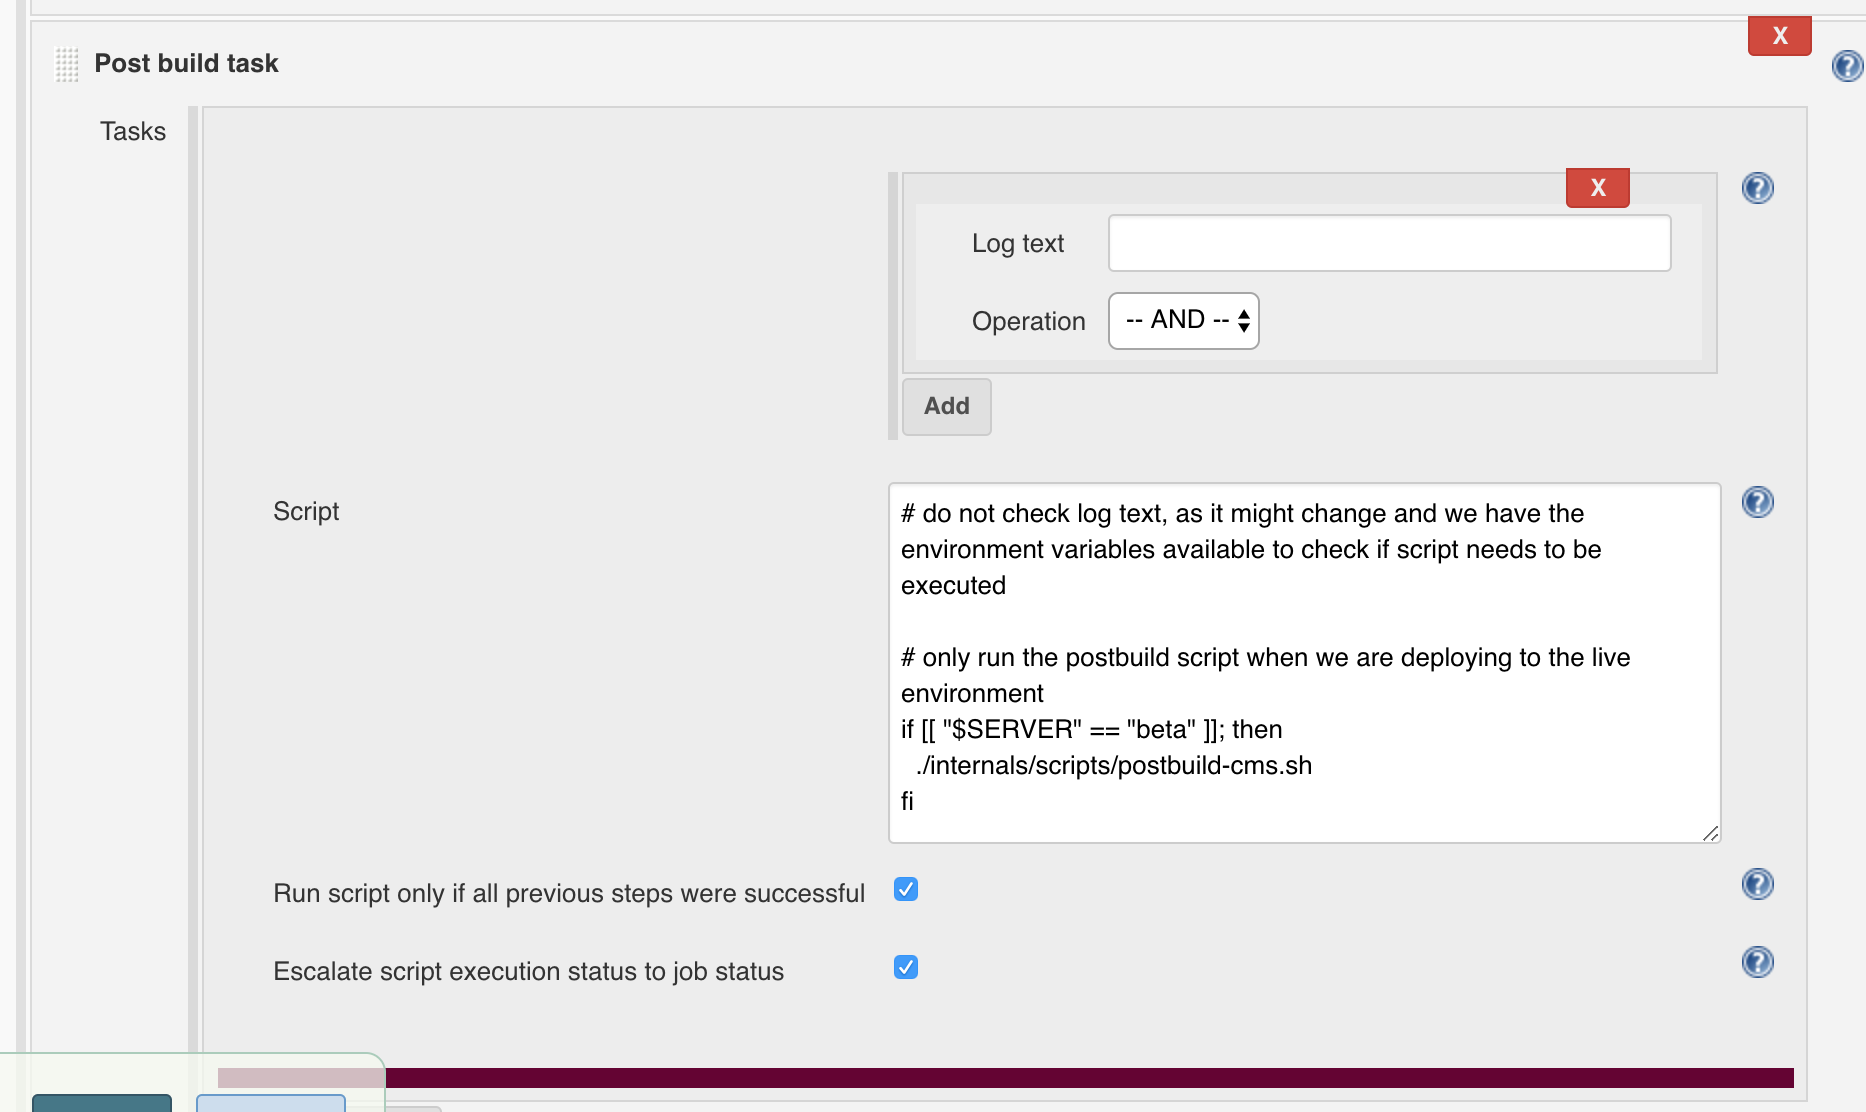 X
Post build task
?
Tasks
X
?
Log text
Operation
-- AND --
Add
Script
?
# do not check log text, as it might change and we have the
environment variables available to check if script needs to be
executed
# only run the postbuild script when we are deploying to the live
environment
if [[ "$SERVER" == "beta" ]]; then
./internals/scripts/postbuild-cms.sh
fi
Run script only if all previous steps were successful
?
Escalate script execution status to job status
?